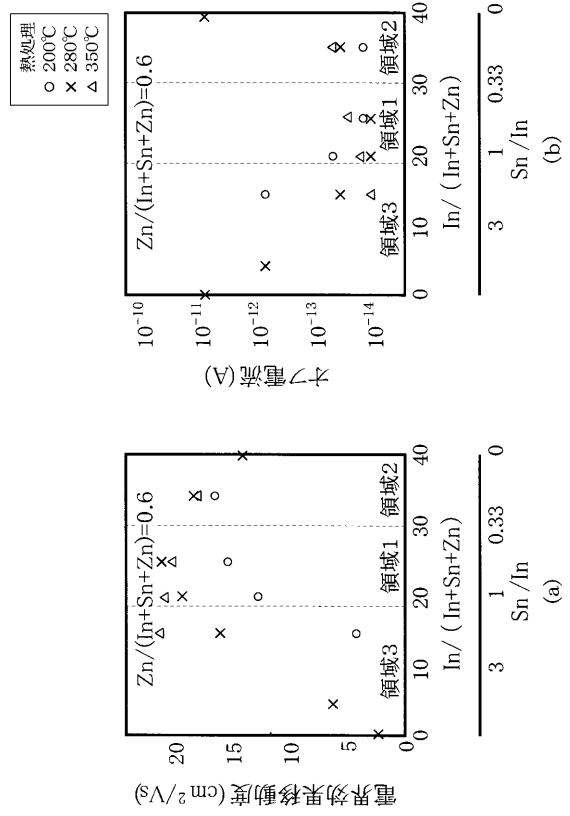 電界効果移動度(cm²/Vs)
20
15
10
5
0
Zn/(In+Sn+Zn)=0.6
領域3
領域1
領域2
0 10 20 30 40
In/ ( In+Sn+Zn)
3 1 0.33 0
Sn /In
(a)
熱処理
○ 200℃
× 280℃
△ 350℃
オフ電流(A)
10⁻¹⁰
10⁻¹¹
10⁻¹²
10⁻¹³
10⁻¹⁴
Zn/(In+Sn+Zn)=0.6
領域3
領域1
領域2
0 10 20 30 40
In/ ( In+Sn+Zn)
3 1 0.33 0
Sn /In
(b)